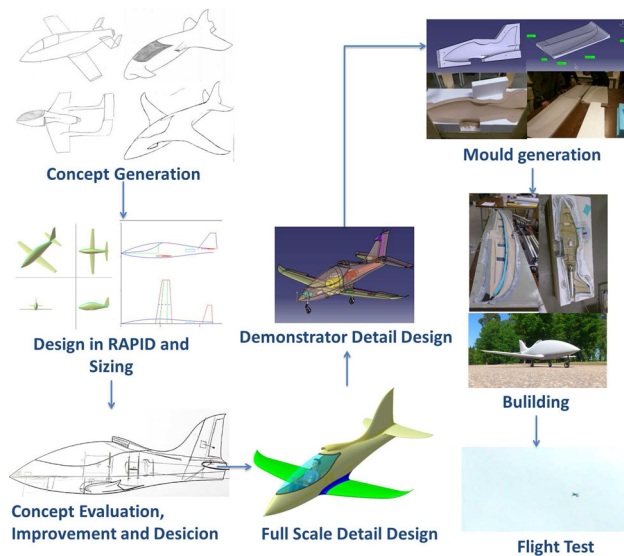 Concept Generation
Design in RAPID and
Sizing
Concept Evaluation,
Improvement and Desicion
Full Scale Detail Design
Demonstrator Detail Design
Mould generation
Bulilding
Flight Test